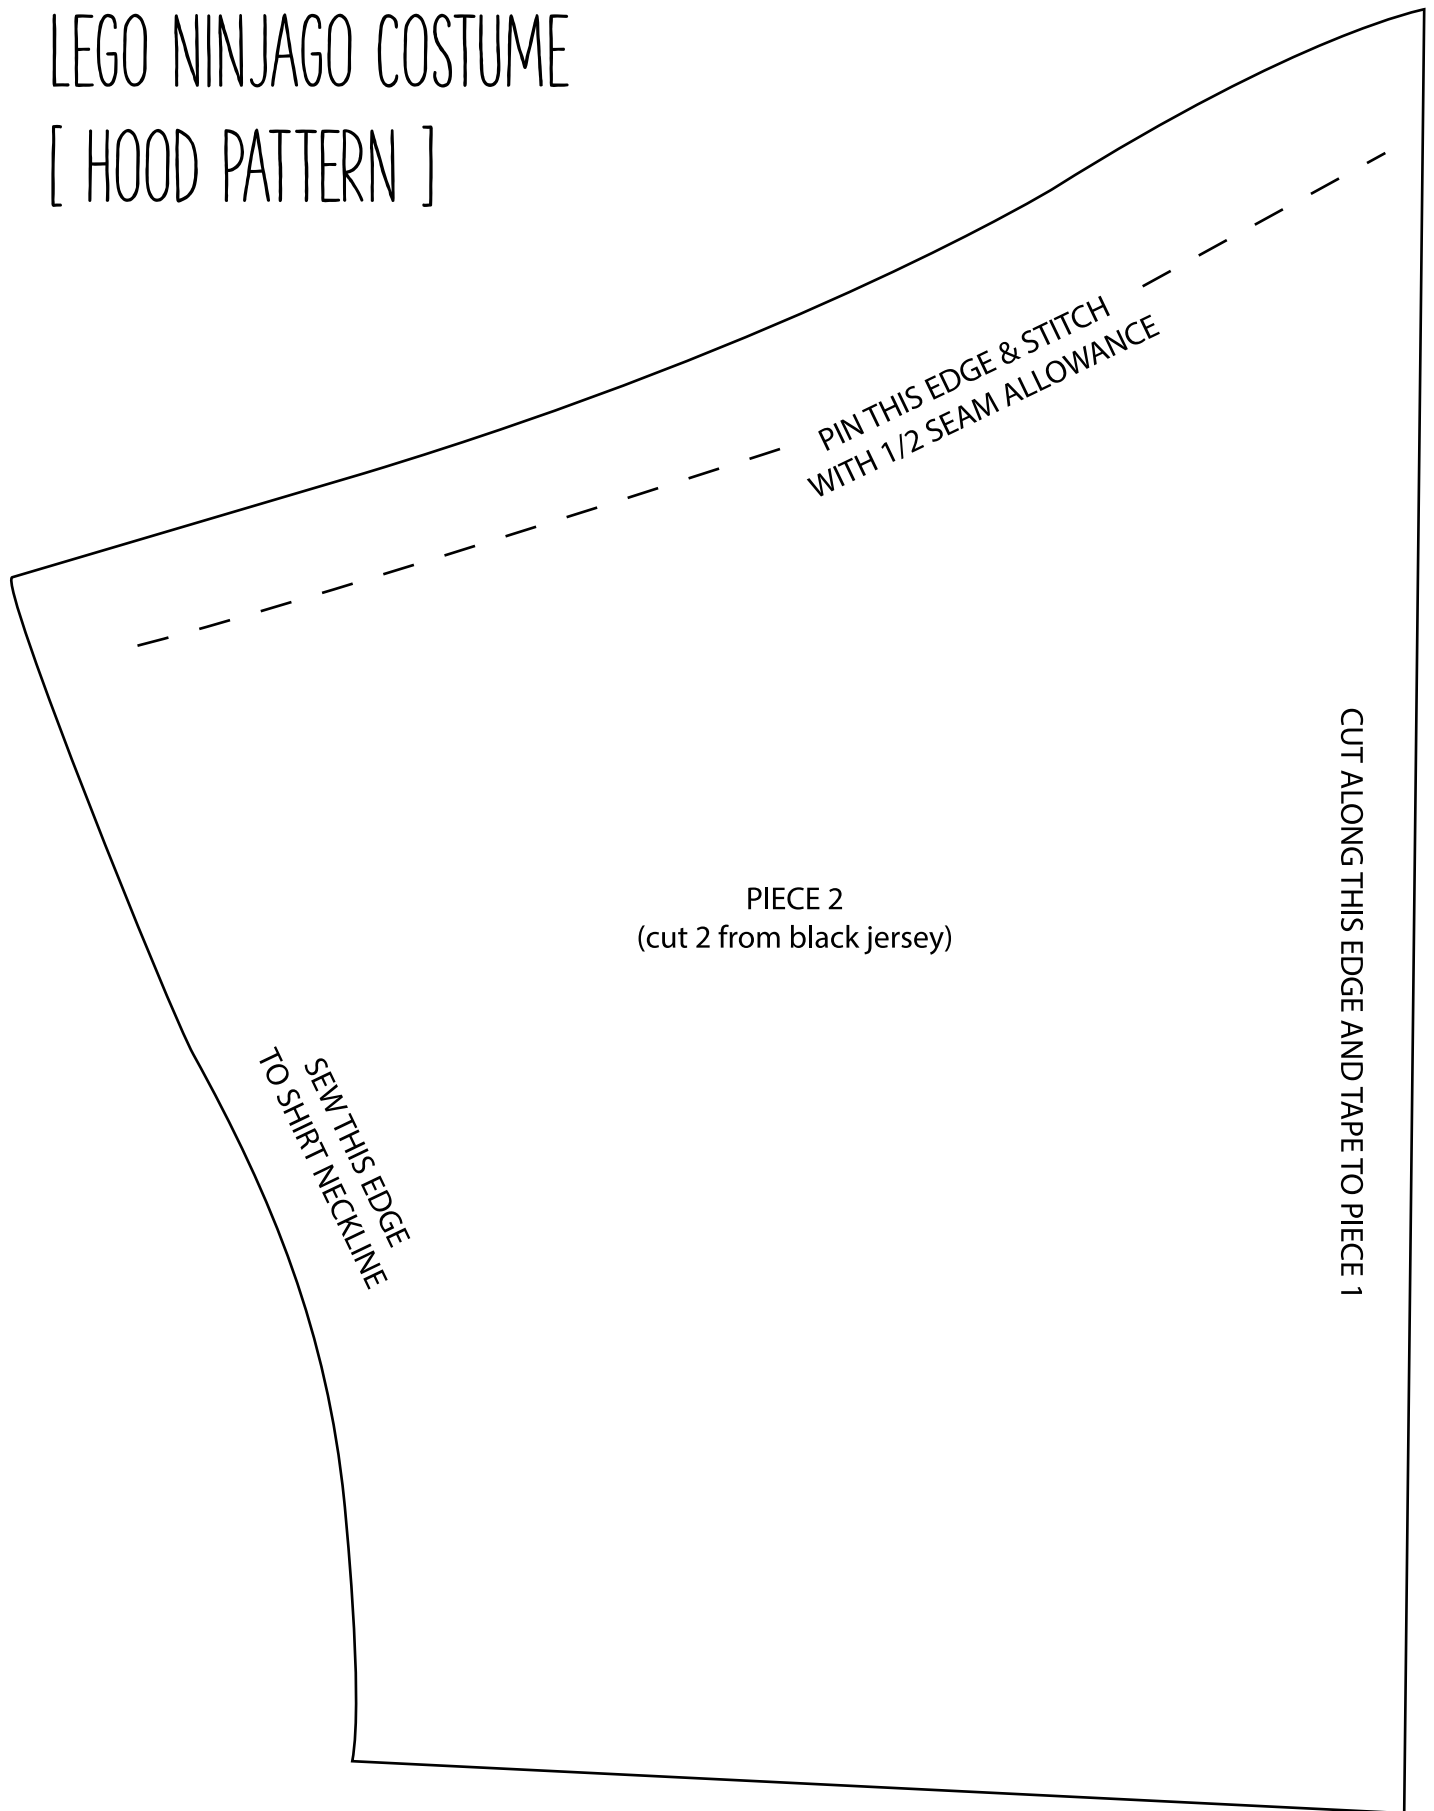 LEGO NINJAGO COSTUME
[ HOOD PATTERN ]
PIN THIS EDGE & STITCH
WITH 1/2 SEAM ALLOWANCE
CUT ALONG THIS EDGE AND TAPE TO PIECE 1
PIECE 2
(cut 2 from black jersey)
SEW THIS EDGE
TO SHIRT NECKLINE